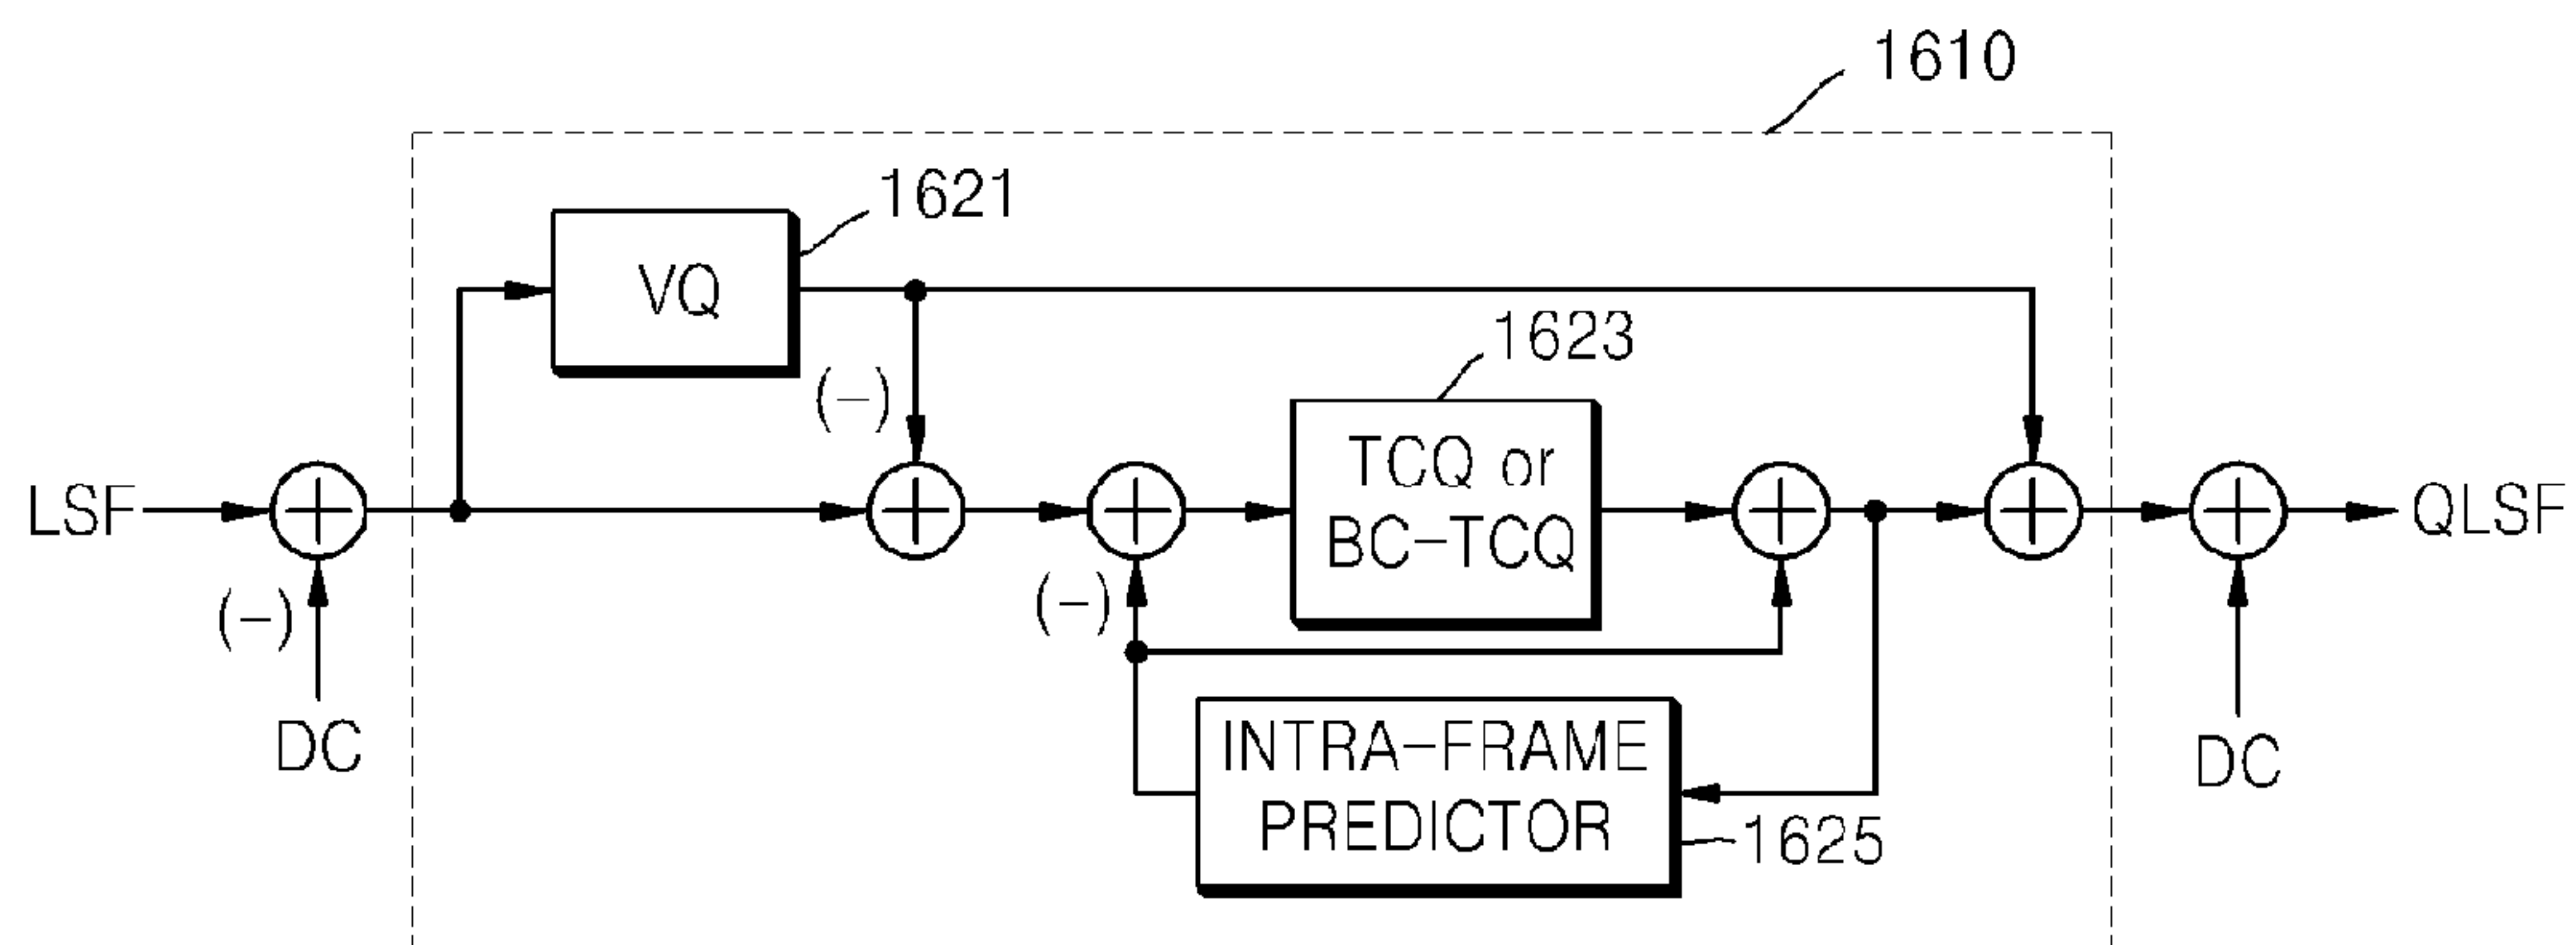 1610
1621
VQ
1623
(-)
TCQ or
BC-TCQ
LSF
QLSF
(-)
(-)
DC
INTRA-FRAME
PREDICTOR
DC
1625